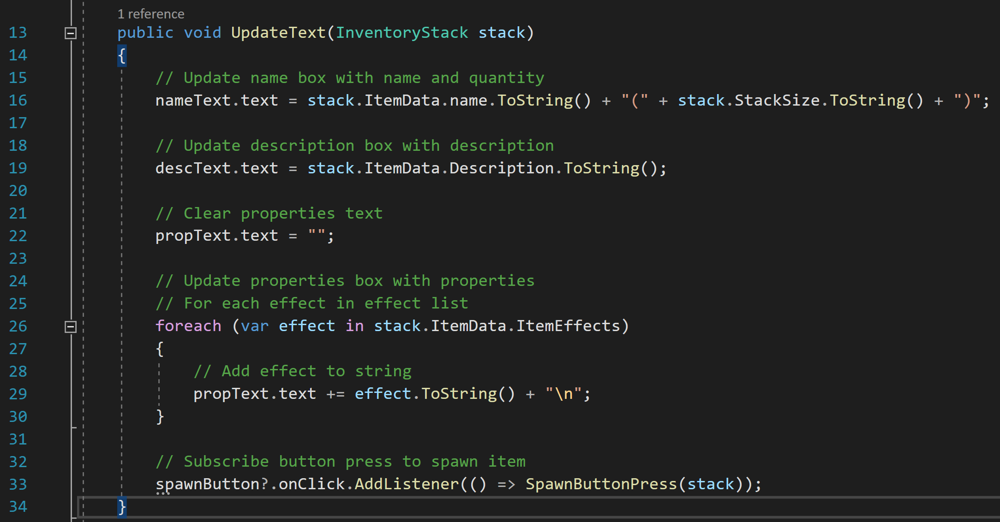 1 reference
13 public void UpdateText(InventoryStack stack)
14 {
15 // Update name box with name and quantity
16 nameText.text = stack.ItemData.name.ToString() + "(" + stack.StackSize.ToString() + ")";
17
18 // Update description box with description
19 descText.text = stack.ItemData.Description.ToString();
20
21 // Clear properties text
22 propText.text = "";
23
24 // Update properties box with properties
25 // For each effect in effect list
26 foreach (var effect in stack.ItemData.ItemEffects)
27 {
28 // Add effect to string
29 propText.text += effect.ToString() + "\n";
30 }
31
32 // Subscribe button press to spawn item
33 spawnButton?.onClick.AddListener(() => SpawnButtonPress(stack));
34 }